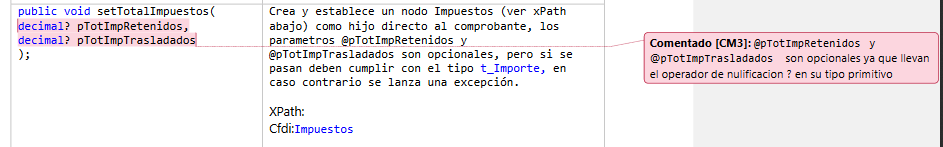 public void setTotalImpuestos(
decimal? pTotImpRetenidos,
decimal? pTotImpTrasladados
);
Crea y establece un nodo Impuestos (ver xPath
abajo) como hijo directo al comprobante, los
parametros @pTotImpRetenidos y
@pTotImpTrasladados son opcionales, pero si se
pasan deben cumplir con el tipo t_Importe, en
caso contrario se lanza una excepción.
XPath:
Cfdi:Impuestos
Comentado [CM3]: @pTotImpRetenidos y
@pTotImpTrasladados son opcionales ya que llevan
el operador de nulificacion ? en su tipo primitivo